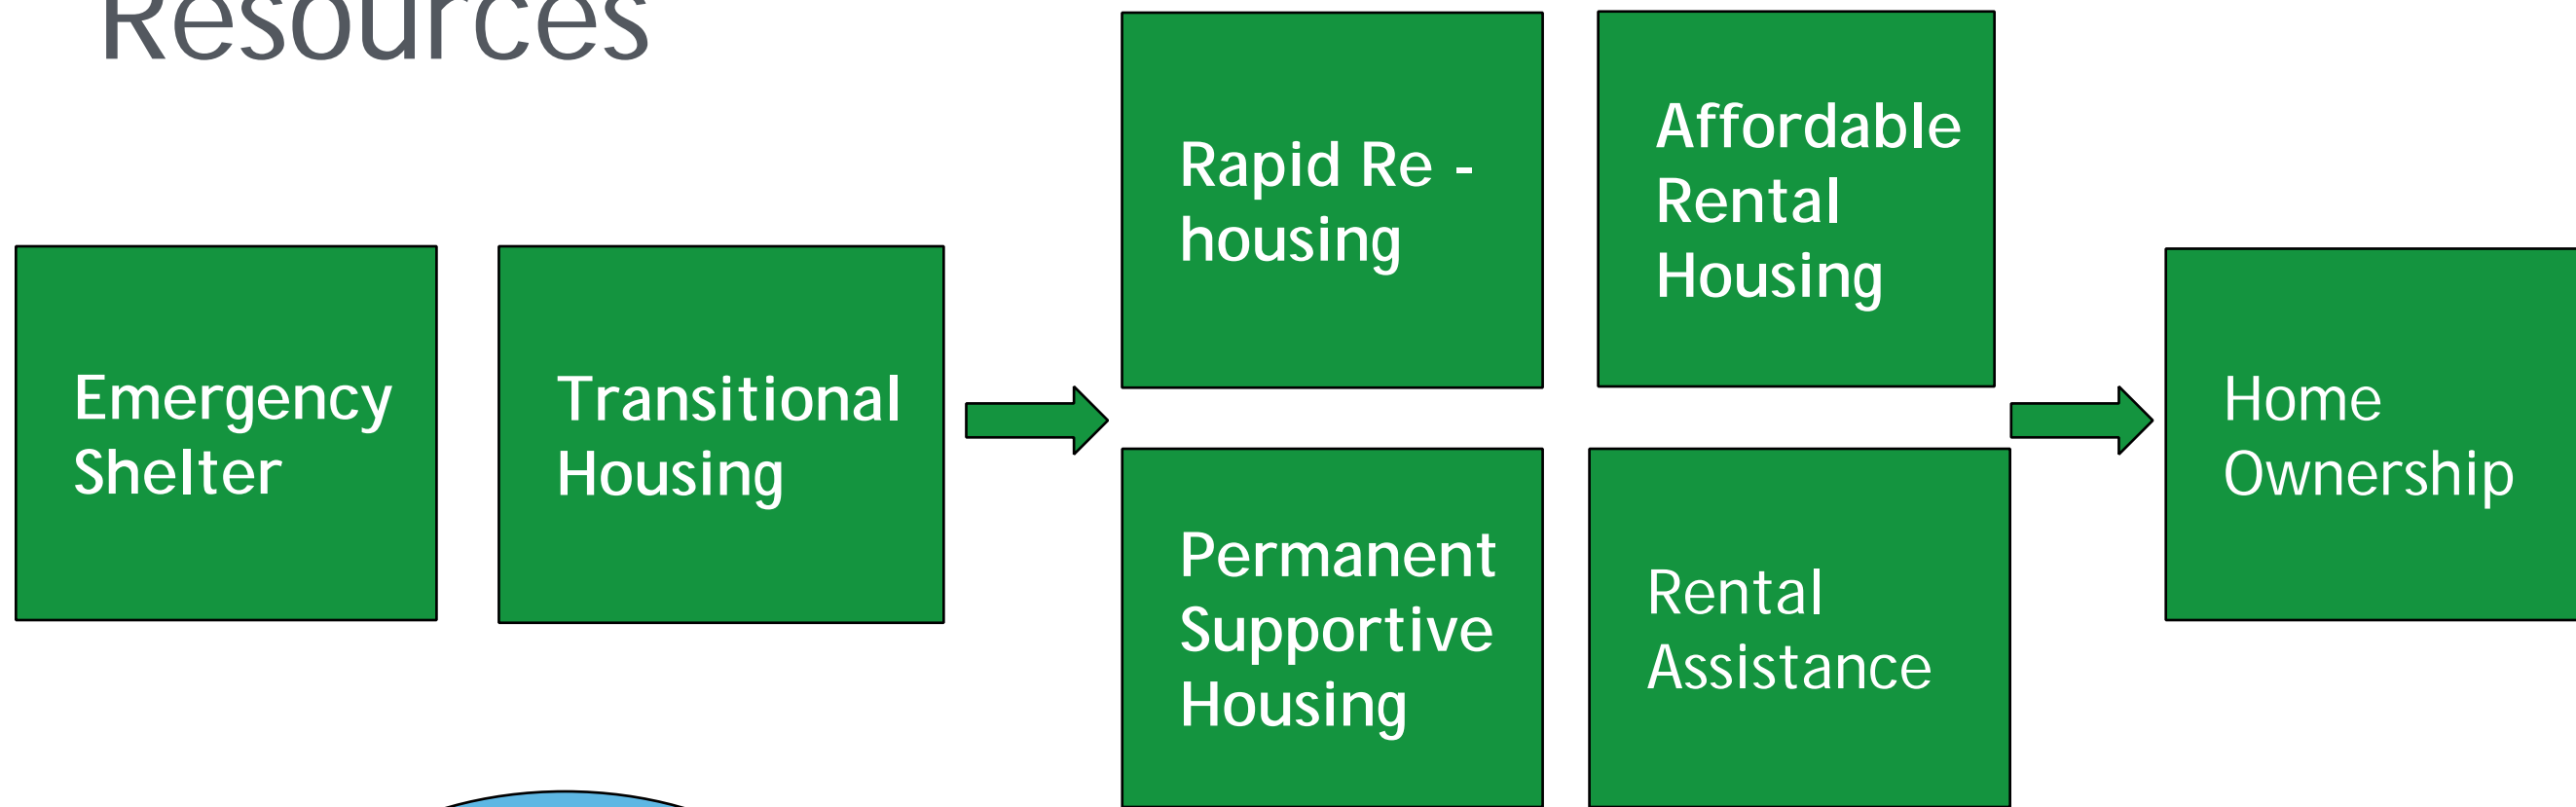 Resources
Rapid Re -
housing
Affordable
Rental
Housing
Emergency
Shelter
Transitional
Housing
Home
Ownership
Permanent
Supportive
Housing
Rental
Assistance